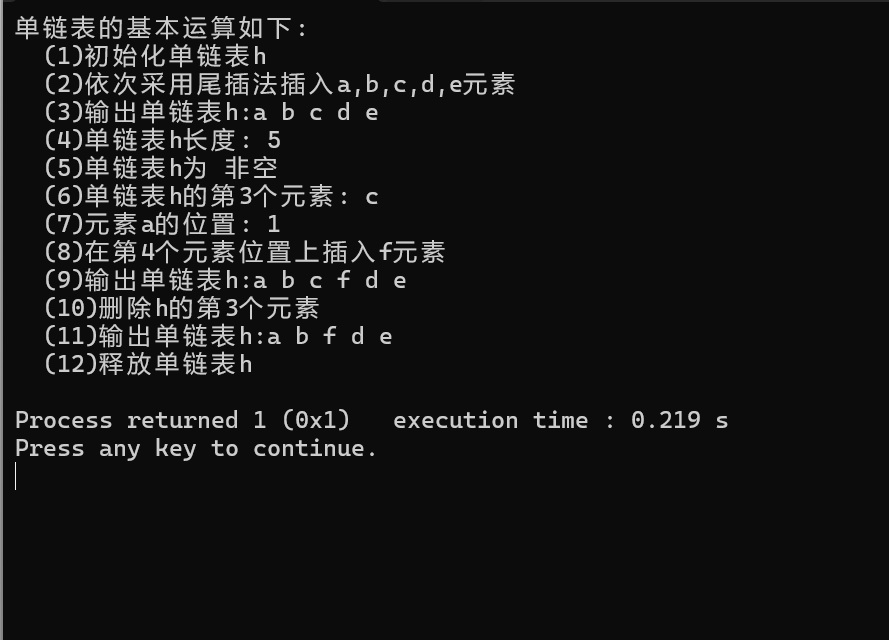 单链表的基本运算如下:
(1)初始化单链表h
(2)依次采用尾插法插入a,b,c,d,e元素
(3)输出单链表h:a b c d e
(4)单链表h长度: 5
(5)单链表h为 非空
(6)单链表h的第3个元素: c
(7)元素a的位置: 1
(8)在第4个元素位置上插入f元素
(9)输出单链表h:a b c f d e
(10)删除h的第3个元素
(11)输出单链表h:a b f d e
(12)释放单链表h
Process returned 1 (0x1)   execution time : 0.219 s
Press any key to continue.